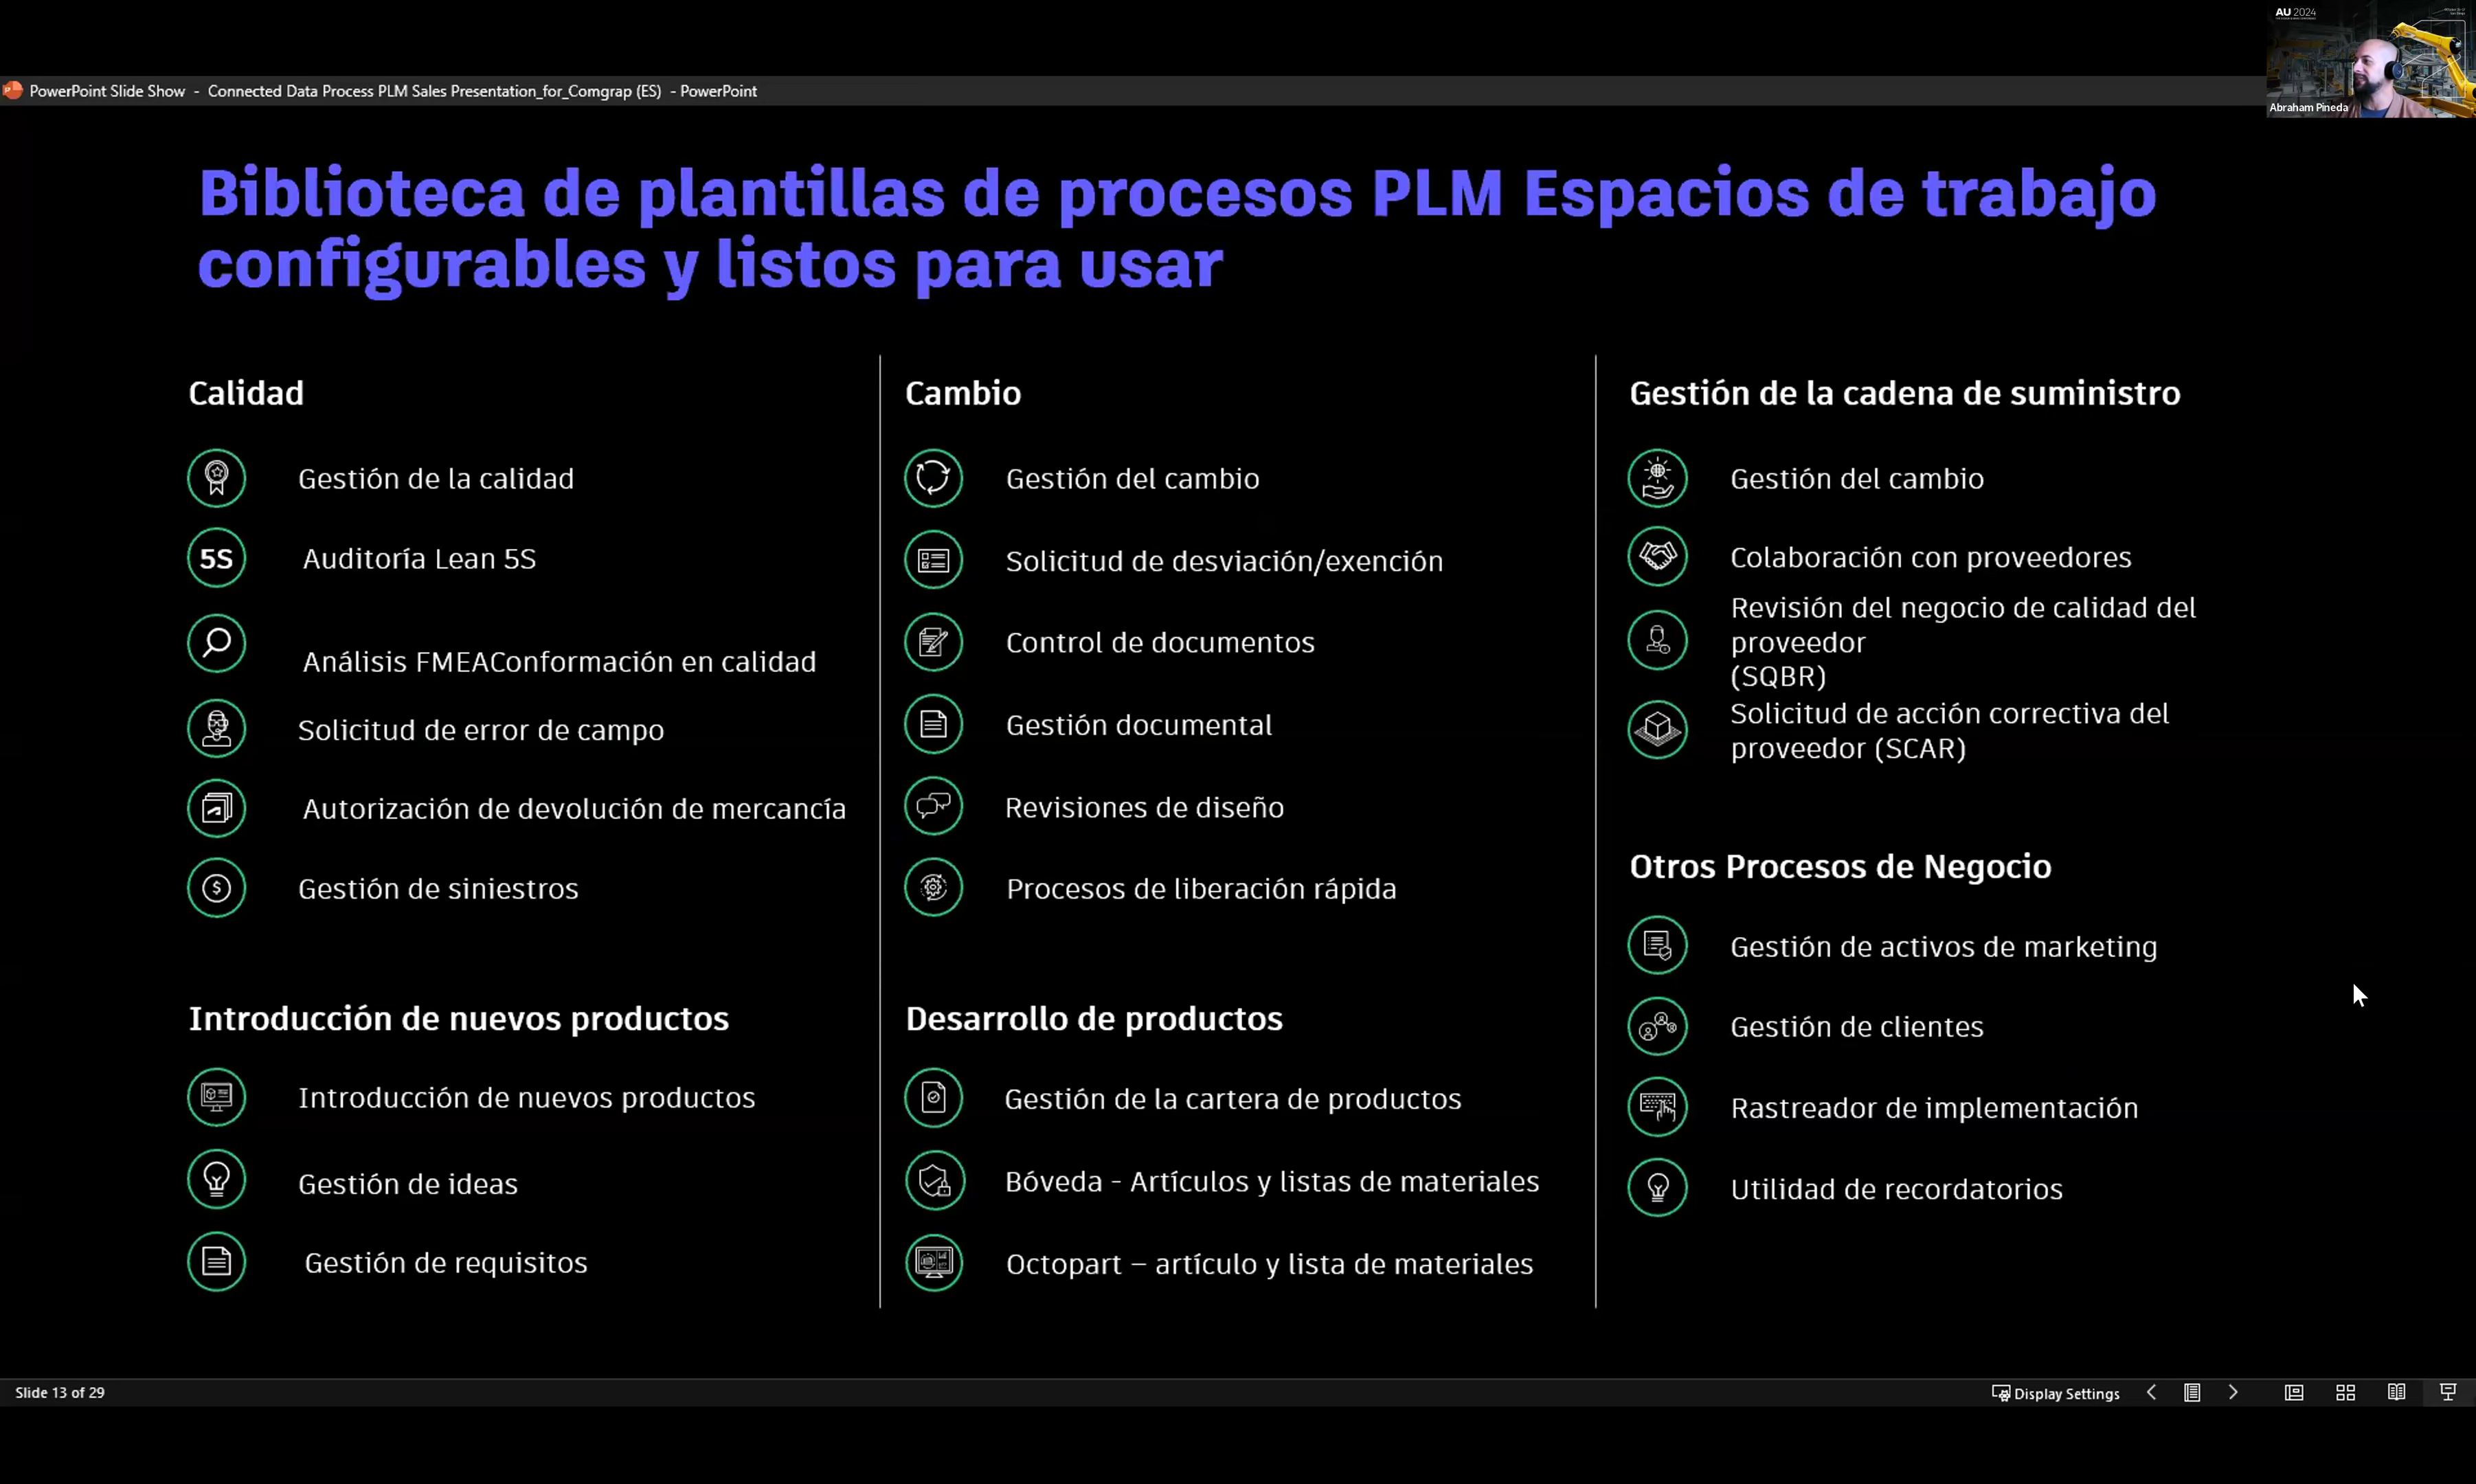 AU 2024
Abraham Pineda
PowerPoint Slide Show - Connected Data Process PLM Sales Presentation_for_Comgrap (ES) - PowerPoint
Biblioteca de plantillas de procesos PLM Espacios de trabajo
configurables y listos para usar
Calidad
Gestión de la calidad
5S
Auditoría Lean 5S
Análisis FMEAConformación en calidad
Solicitud de error de campo
Autorización de devolución de mercancía
$
Gestión de siniestros
Introducción de nuevos productos
Introducción de nuevos productos
Gestión de ideas
Gestión de requisitos
Cambio
Gestión del cambio
Solicitud de desviación/exención
Control de documentos
Gestión documental
Revisiones de diseño
Procesos de liberación rápida
Desarrollo de productos
Gestión de la cartera de productos
Bóveda - Artículos y listas de materiales
Octopart – artículo y lista de materiales
Gestión de la cadena de suministro
Gestión del cambio
Colaboración con proveedores
Revisión del negocio de calidad del
proveedor
(SQBR)
Solicitud de acción correctiva del
proveedor (SCAR)
Otros Procesos de Negocio
Gestión de activos de marketing
Gestión de clientes
Rastreador de implementación
Utilidad de recordatorios
Slide 13 of 29
Display Settings